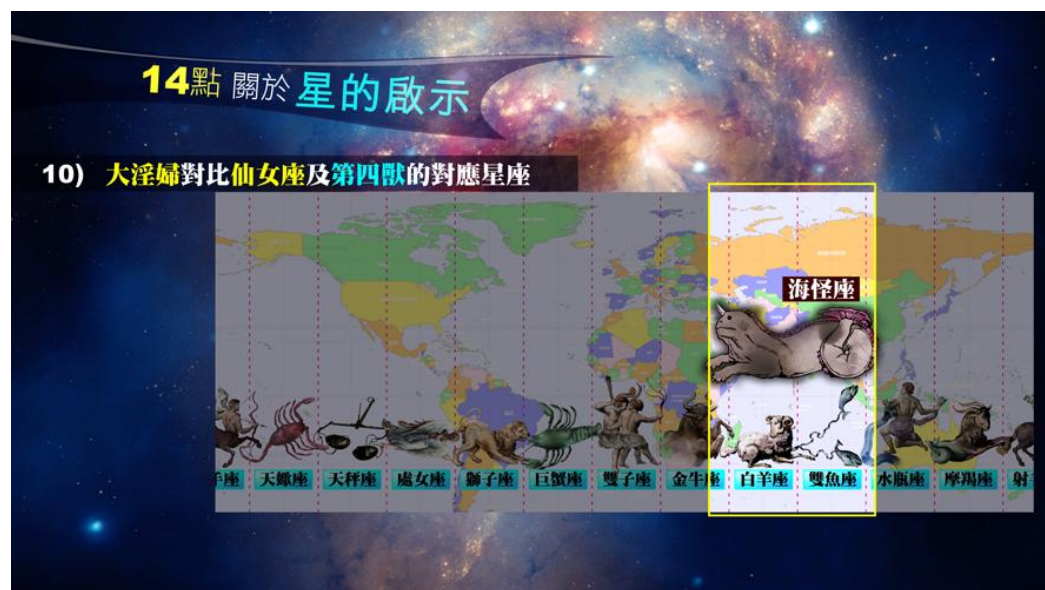 14點 關於 星的啟示
10) 大淫婦對比仙女座及第四獸的對應星座
海怪座
天蠍座 天秤座 處女座 獅子座 巨蟹座 雙子座 金牛座 白羊座 雙魚座 水瓶座 摩羯座